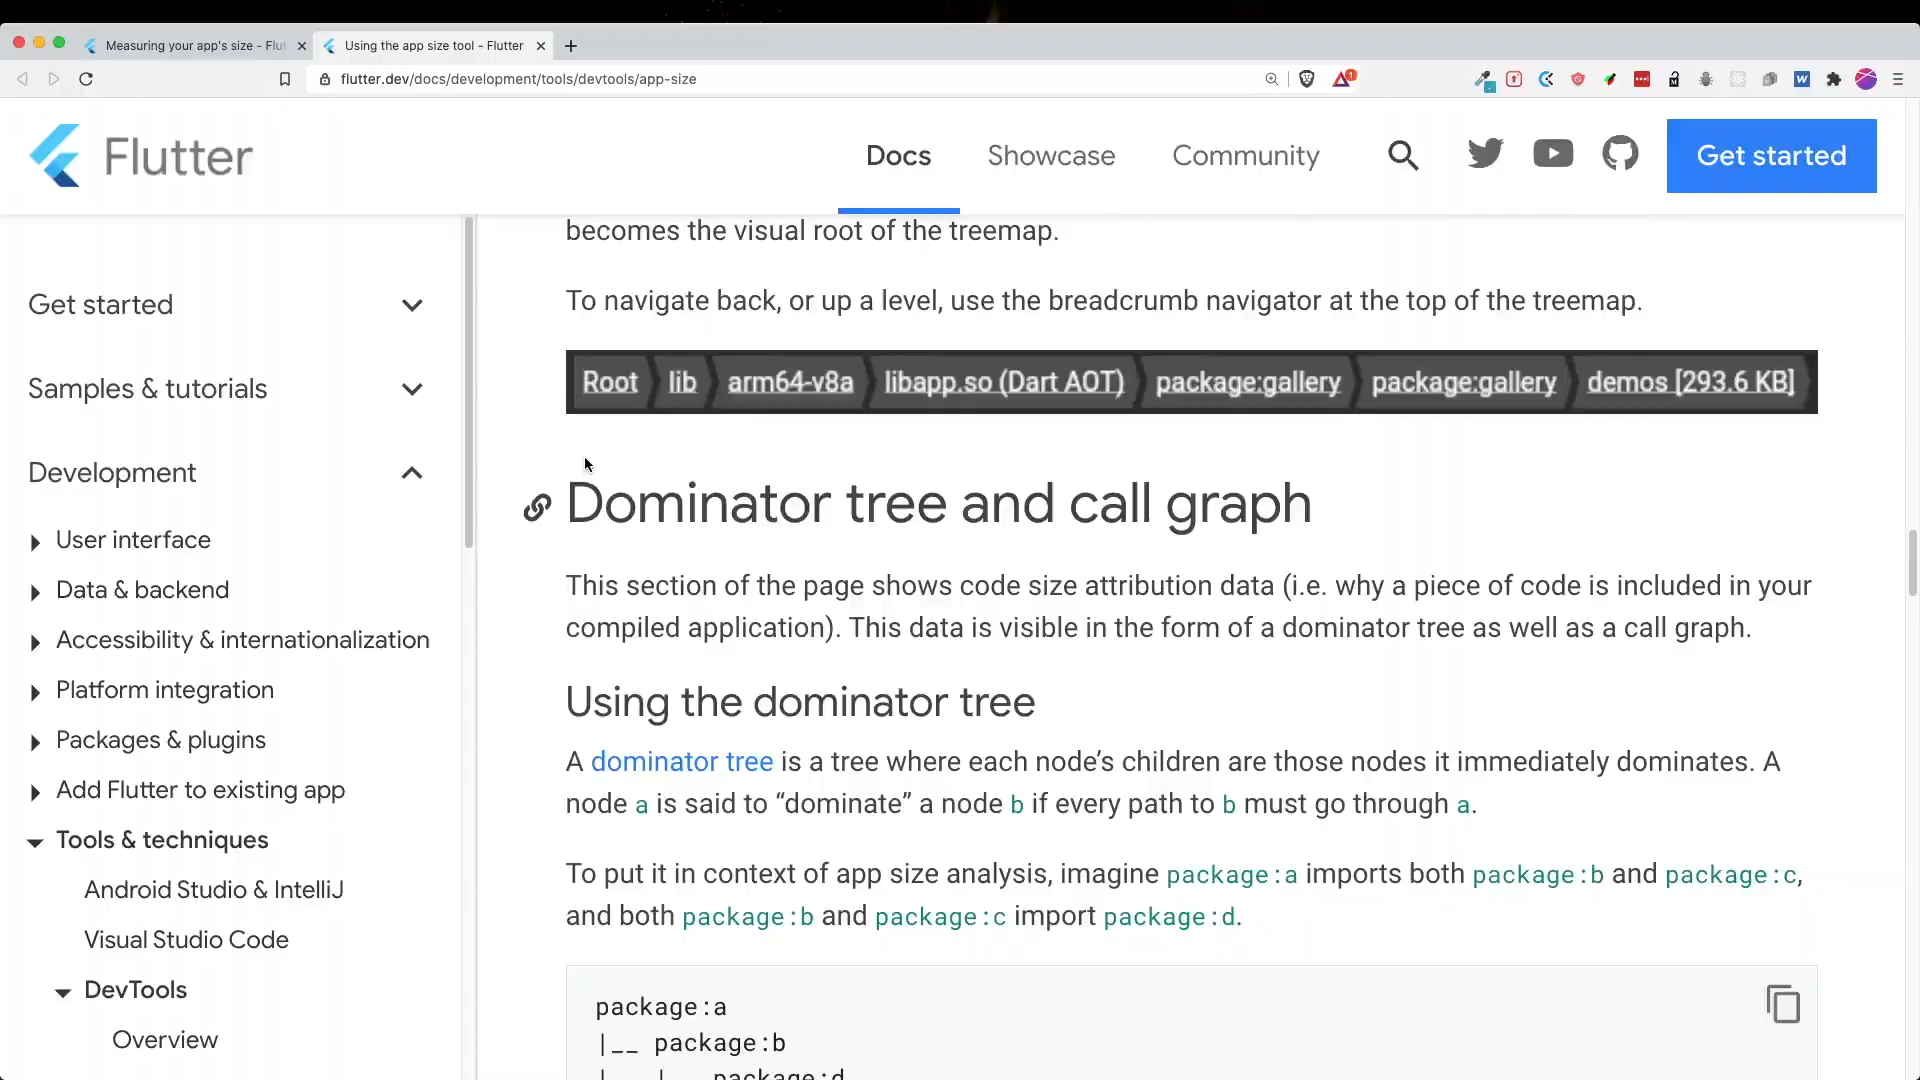 Measuring your app's size - Flut
Using the app size tool - Flutter
flutter.dev/docs/development/tools/devtools/app-size
1
W
Flutter
Docs
Showcase
Community
Get started
Get started
Samples & tutorials
Development
User interface
Data & backend
Accessibility & internationalization
Platform integration
Packages & plugins
Add Flutter to existing app
Tools & techniques
Android Studio & IntelliJ
Visual Studio Code
DevTools
Overview
becomes the visual root of the treemap.
To navigate back, or up a level, use the breadcrumb navigator at the top of the treemap.
Root lib arm64-v8a libapp.so (Dart AOT) package:gallery package:gallery demos [293.6 KB]
Dominator tree and call graph
This section of the page shows code size attribution data (i.e. why a piece of code is included in your
compiled application). This data is visible in the form of a dominator tree as well as a call graph.
Using the dominator tree
A dominator tree is a tree where each node’s children are those nodes it immediately dominates. A
node a is said to “dominate” a node b if every path to b must go through a.
To put it in context of app size analysis, imagine package:a imports both package:b and package:c,
and both package:b and package:c import package:d.
package:a
|__ package:b
|   |__ package:d